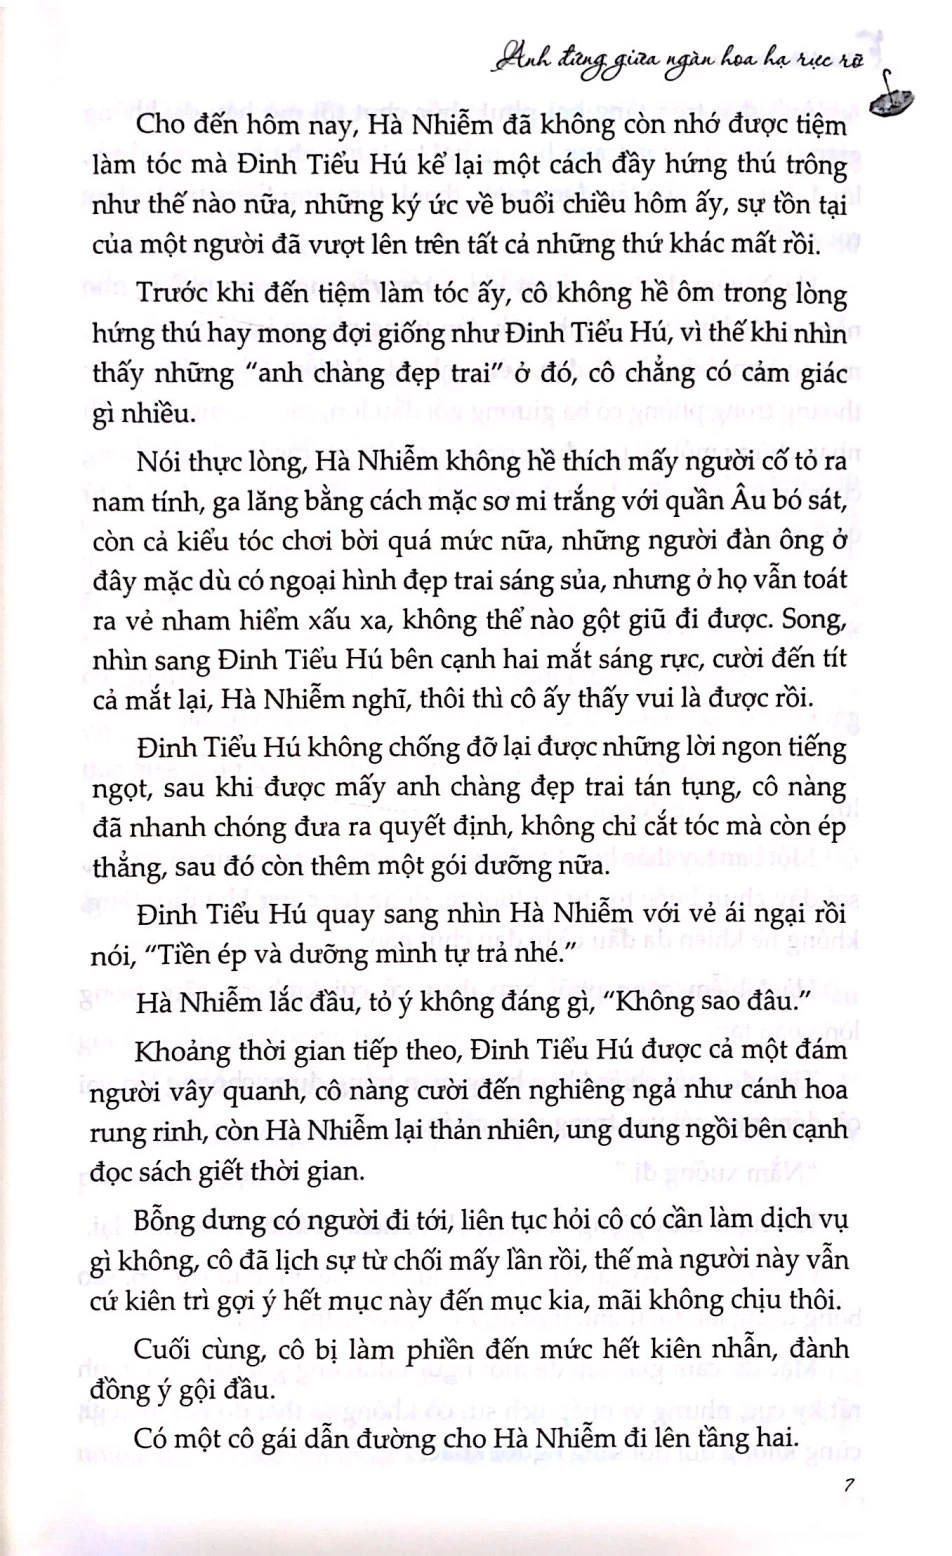 Anh đứng giữa ngàn hoa hạ rực rỡ
Cho đến hôm nay, Hà Nhiễm đã không còn nhớ được tiệm
làm tóc mà Đinh Tiểu Hú kể lại một cách đầy hứng thú trông
như thế nào nữa, những ký ức về buổi chiều hôm ấy, sự tồn tại
của một người đã vượt lên trên tất cả những thứ khác mất rồi.
Trước khi đến tiệm làm tóc ấy, cô không hề ôm trong lòng
hứng thú hay mong đợi giống như Đinh Tiểu Hú, vì thế khi nhìn
thấy những “anh chàng đẹp trai” ở đó, cô chẳng có cảm giác
gì nhiều.
Nói thực lòng, Hà Nhiễm không hề thích mấy người cố tỏ ra
nam tính, ga lăng bằng cách mặc sơ mi trắng với quần Âu bó sát,
còn cả kiểu tóc chơi bời quá mức nữa, những người đàn ông ở
đây mặc dù có ngoại hình đẹp trai sáng sủa, nhưng ở họ vẫn toát
ra vẻ nham hiểm xấu xa, không thể nào gột giũ đi được. Song,
nhìn sang Đinh Tiểu Hú bên cạnh hai mắt sáng rực, cười đến tít
cả mắt lại, Hà Nhiễm nghĩ, thôi thì cô ấy thấy vui là được rồi.
Đinh Tiểu Hú không chống đỡ lại được những lời ngon tiếng
ngọt, sau khi được mấy anh chàng đẹp trai tán tụng, cô nàng
đã nhanh chóng đưa ra quyết định, không chỉ cắt tóc mà còn ép
thẳng, sau đó còn thêm một gói dưỡng nữa.
Đinh Tiểu Hú quay sang nhìn Hà Nhiễm với vẻ ái ngại rồi
nói, “Tiền ép và dưỡng mình tự trả nhé.”
Hà Nhiễm lắc đầu, tỏ ý không đáng gì, “Không sao đâu.”
Khoảng thời gian tiếp theo, Đinh Tiểu Hú được cả một đám
người vây quanh, cô nàng cười đến nghiêng ngả như cánh hoa
rung rinh, còn Hà Nhiễm lại thản nhiên, ung dung ngồi bên cạnh
đọc sách giết thời gian.
Bỗng dưng có người đi tới, liên tục hỏi cô có cần làm dịch vụ
gì không, cô đã lịch sự từ chối mấy lần rồi, thế mà người này vẫn
cứ kiên trì gợi ý hết mục này đến mục kia, mãi không chịu thôi.
Cuối cùng, cô bị làm phiền đến mức hết kiên nhẫn, đành
đồng ý gội đầu.
Có một cô gái dẫn đường cho Hà Nhiễm đi lên tầng hai.
7